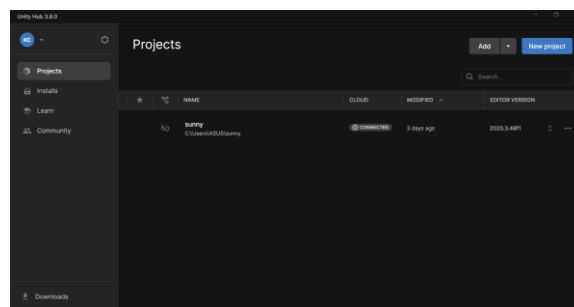 Unity Hub 3.8.0
Projects
Installs
Learn
Community
Downloads
Projects
Add
New project
Search...
NAME
CLOUD
MODIFIED
EDITOR VERSION
sunny
C:\Users\ASUS\sunny
CONNECTED
3 days ago
2020.3.48f1